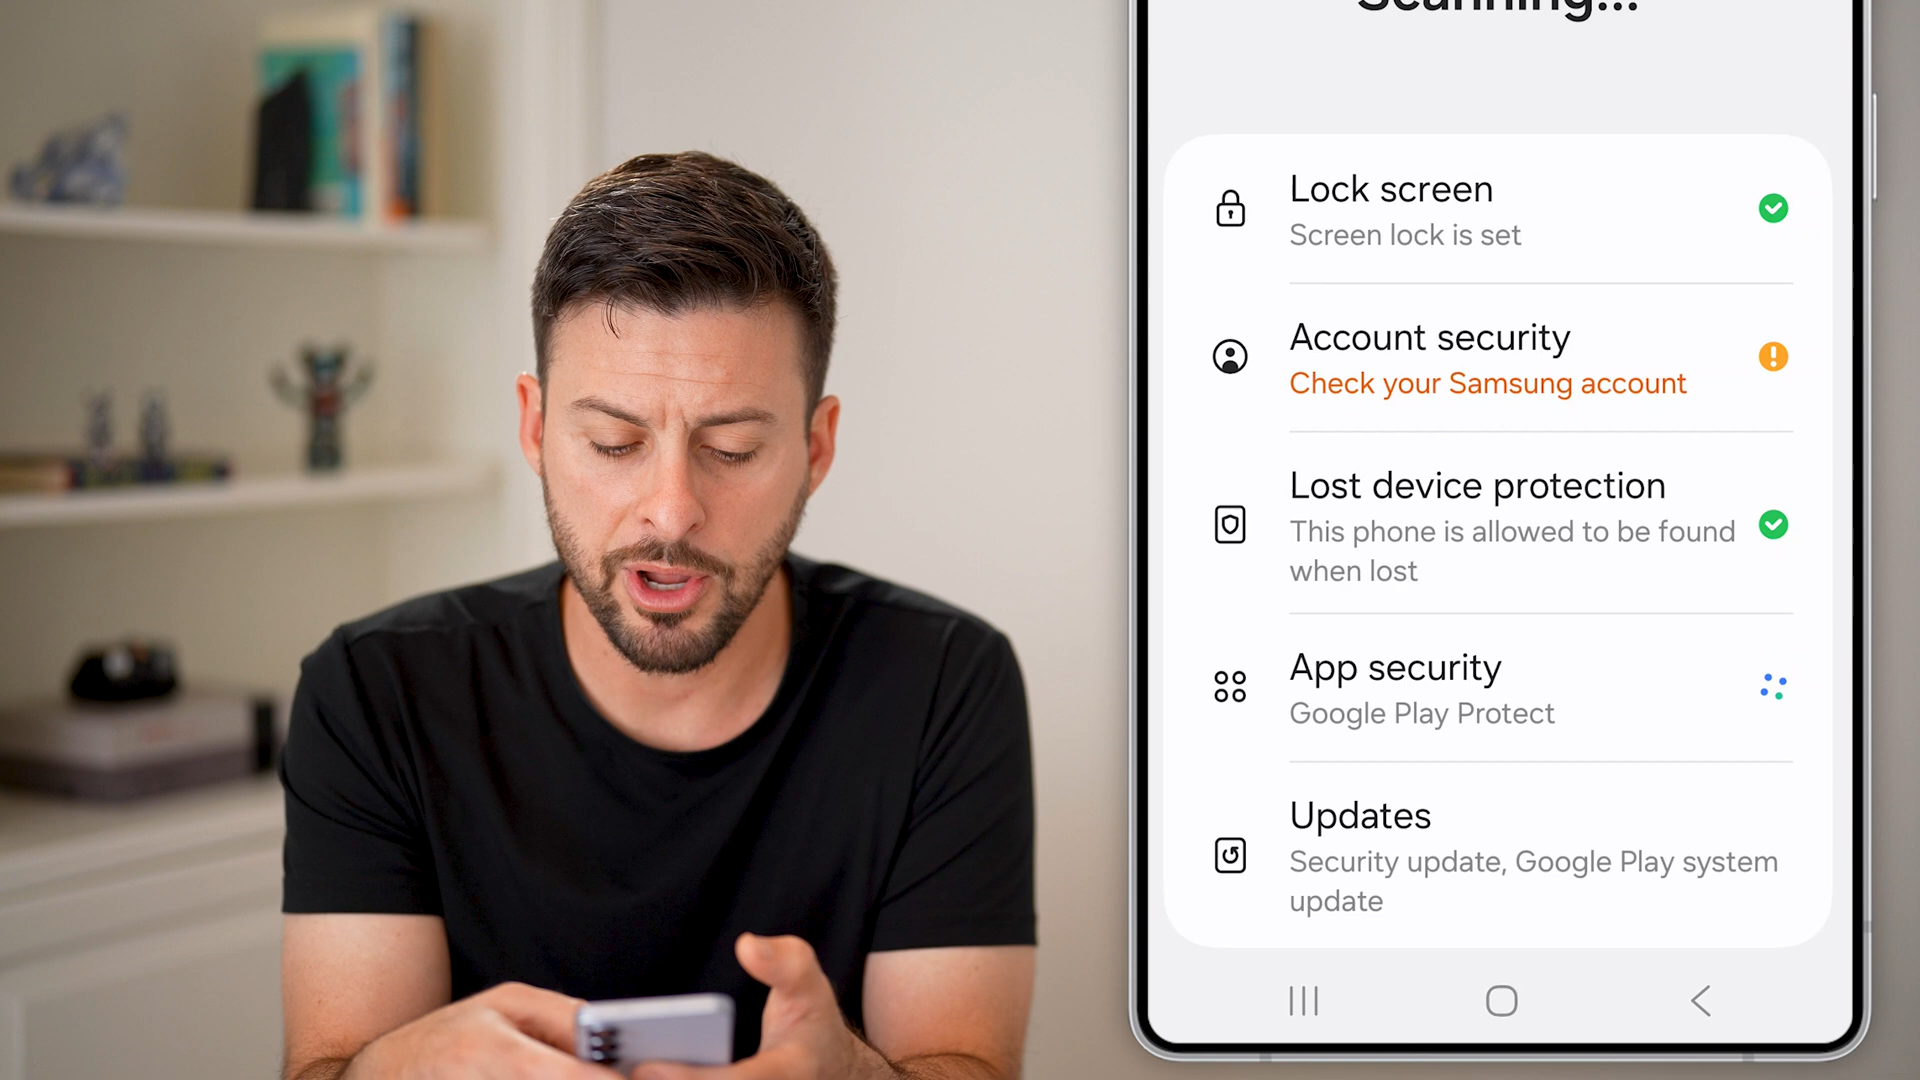 Scanning...
Lock screen
Screen lock is set
Account security
Check your Samsung account
Lost device protection
This phone is allowed to be found
when lost
App security
Google Play Protect
Updates
Security update, Google Play system
update